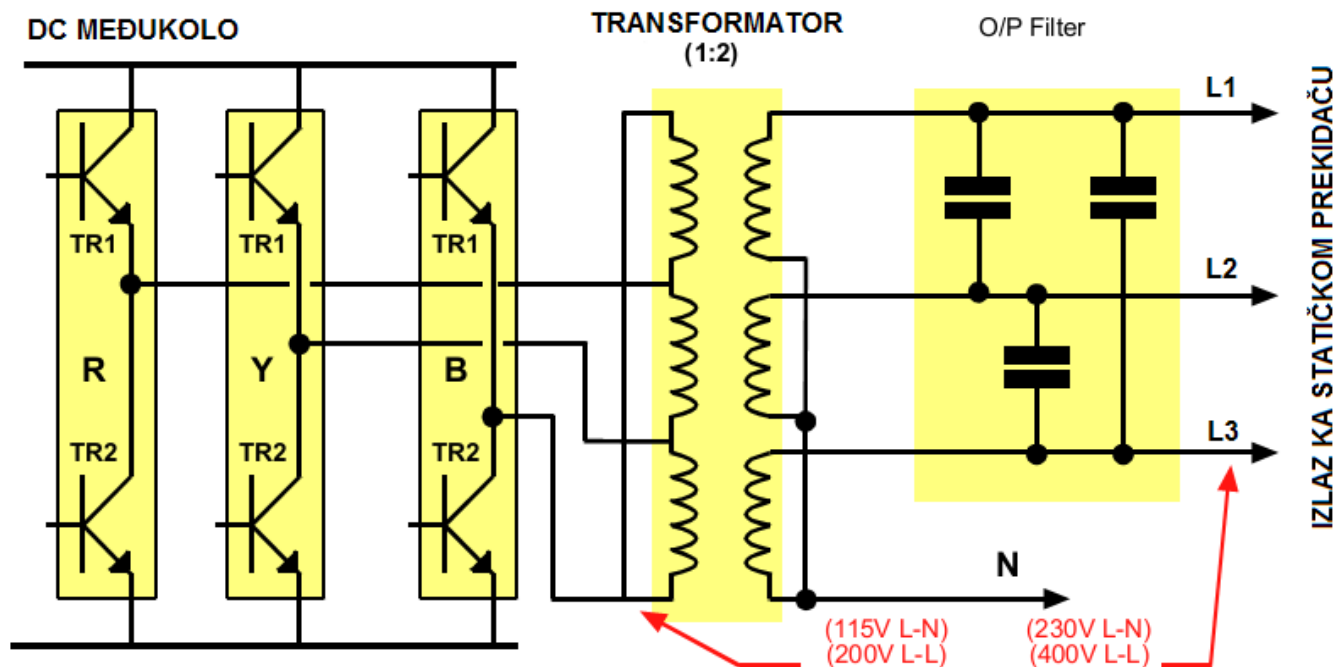 DC MEĐUKOLO
TRANSFORMATOR
(1:2)
O/P Filter
L1
TR1
TR1
TR1
L2
R
Y
B
L3
TR2
TR2
TR2
N
(115V L-N)
(200V L-L)
(230V L-N)
(400V L-L)
IZLAZ KA STATIČKOM PREKIDAČU